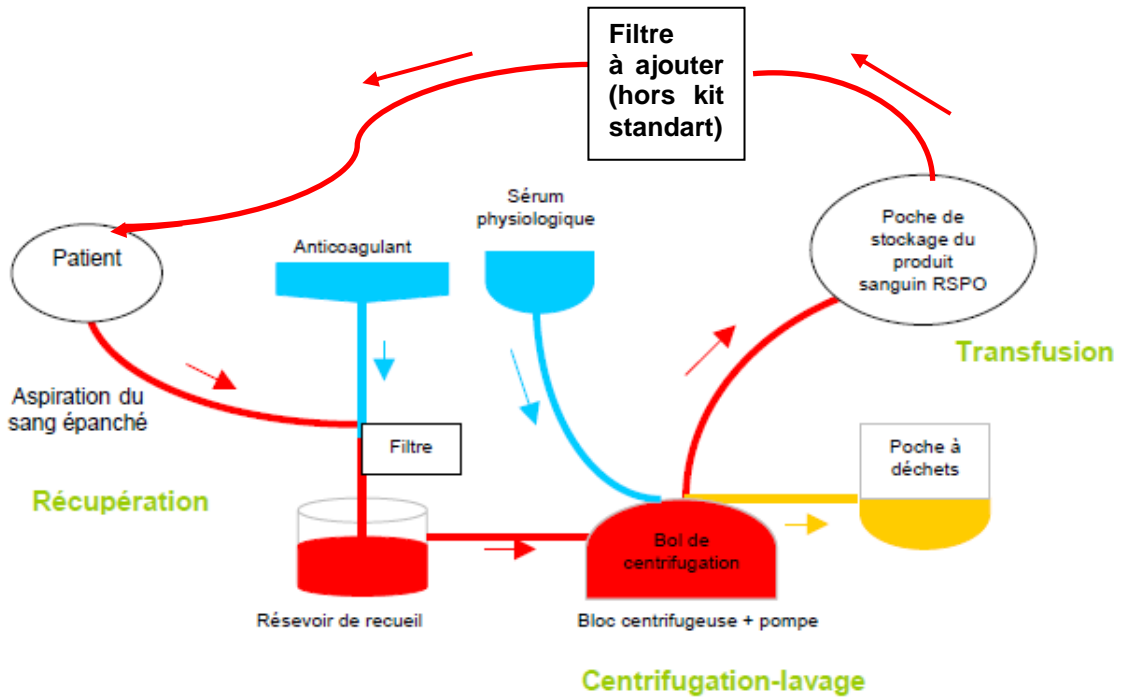 Filtre
à ajouter
(hors kit
standart)
Sérum
physiologique
Poche de
stockage du
produit
sanguin RSPO
Patient
Anticoagulant
Transfusion
Aspiration du
sang épanché
Filtre
Poche à
déchets
Récupération
Bol de
centrifugation
Résevoir de recueil
Bloc centrifugeuse + pompe
Centrifugation-lavage